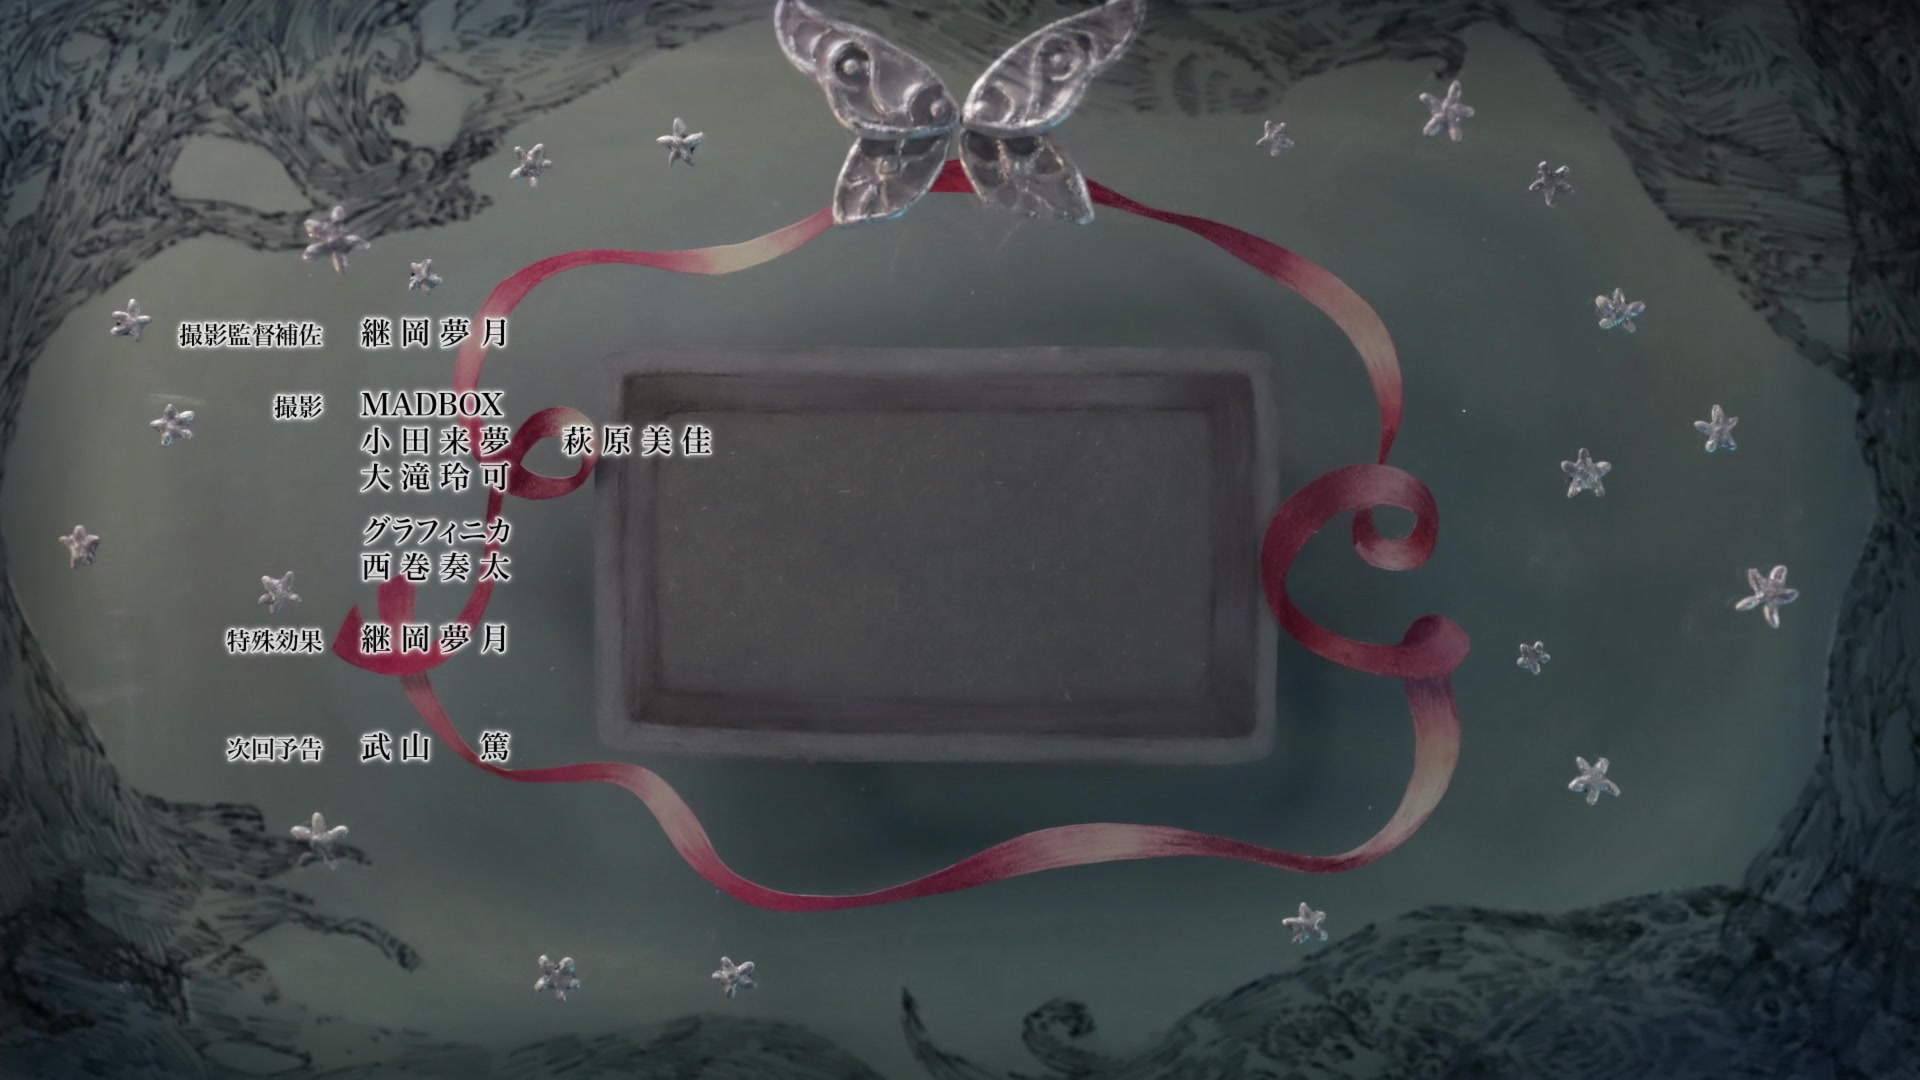 撮影監督補佐 継岡夢月
撮影 MADBOX
小田来夢 萩原美佳
大滝玲可
グラフィニカ
西巻奏太
特殊効果 継岡夢月
次回予告 武山 篤